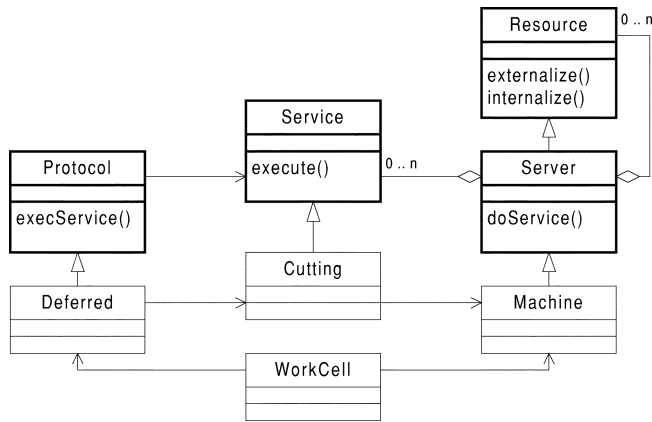 Resource
0 .. n
externalize()
internalize()
Service
execute()
0 .. n
Protocol
execService()
Server
doService()
Cutting
Deferred
Machine
WorkCell